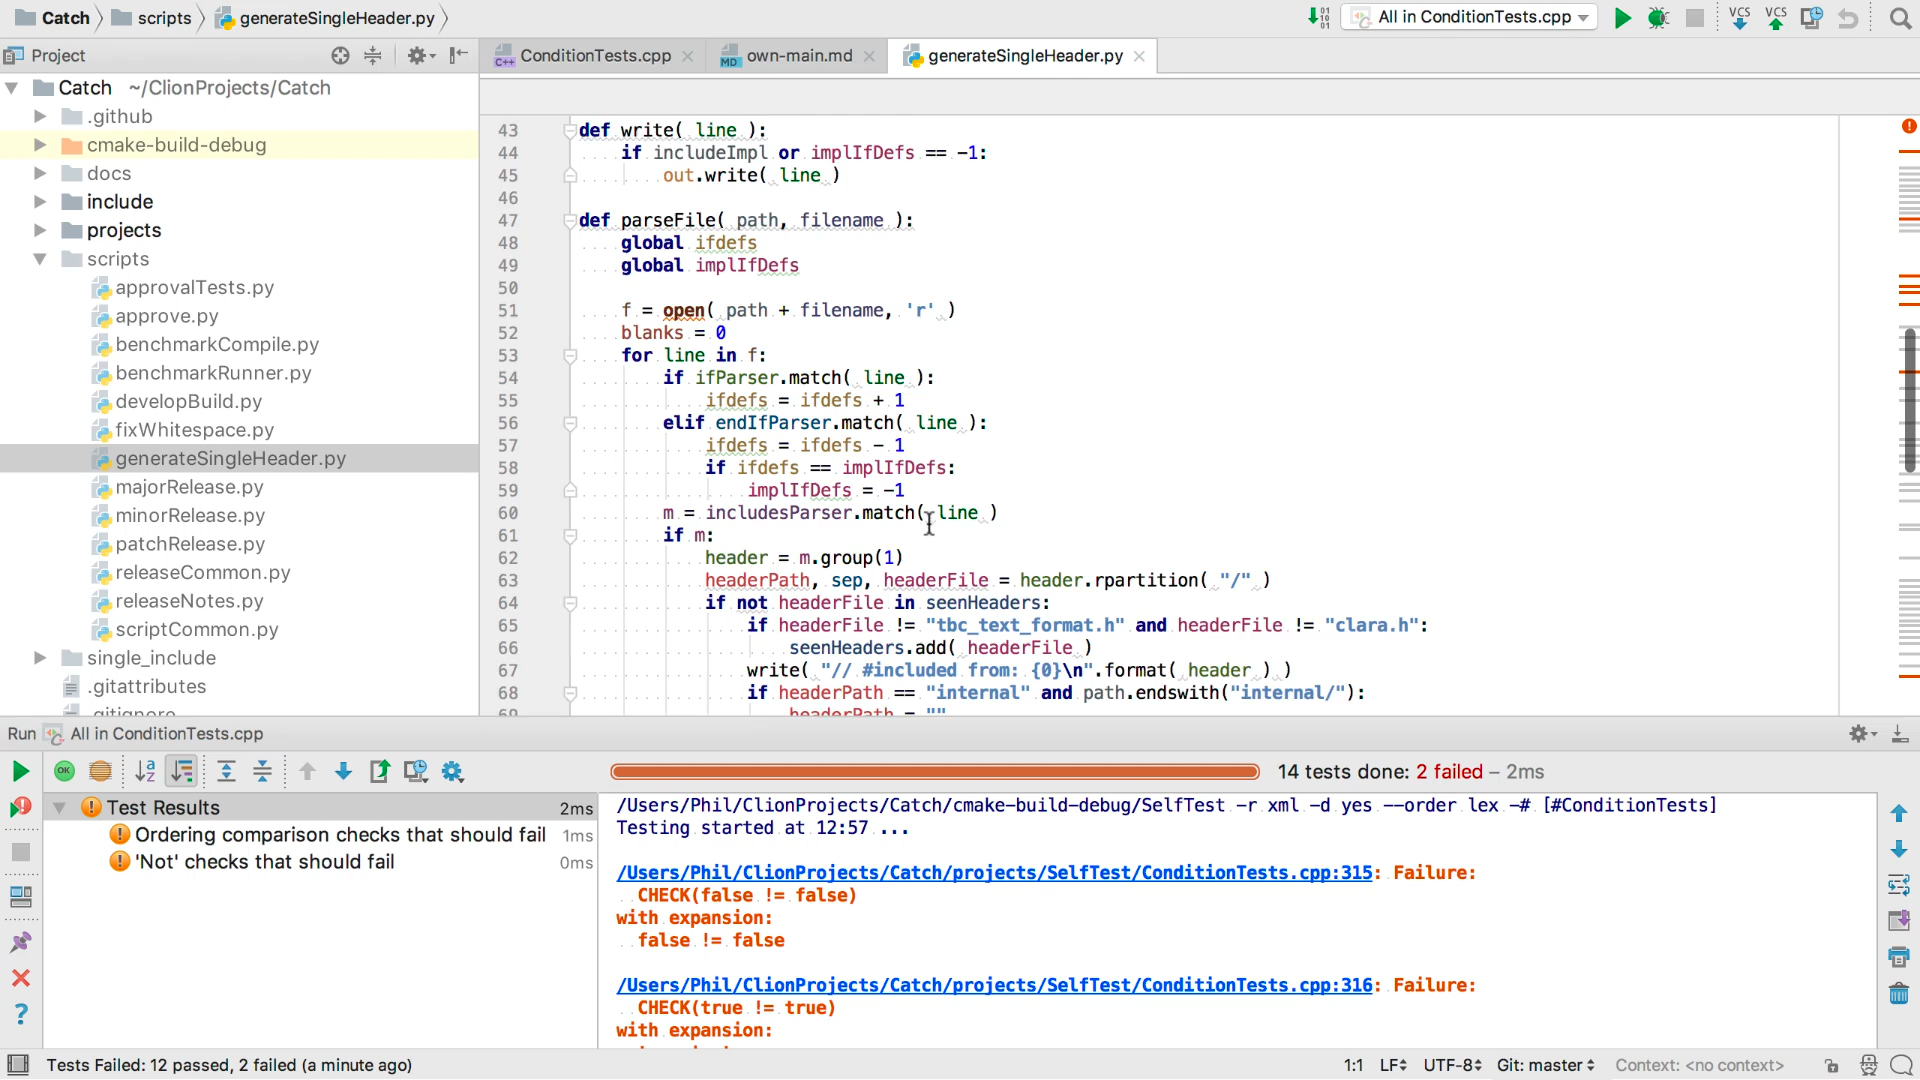 Catch scripts generateSingleHeader.py
All in ConditionTests.cpp
VCS VCS
Project
ConditionTests.cpp own-main.md generateSingleHeader.py
Catch ~/ClionProjects/Catch
.github
cmake-build-debug
docs
include
projects
scripts
approvalTests.py
approve.py
benchmarkCompile.py
benchmarkRunner.py
developBuild.py
fixWhitespace.py
generateSingleHeader.py
majorRelease.py
minorRelease.py
patchRelease.py
releaseCommon.py
releaseNotes.py
scriptCommon.py
single_include
.gitattributes
.gitignore
43 def write( line ):
44 if includeImpl or implIfDefs == -1:
45 out.write( line )
46
47 def parseFile( path, filename ):
48 global ifdefs
49 global implIfDefs
50
51 f = open( path + filename, 'r' )
52 blanks = 0
53 for line in f:
54 if ifParser.match( line ):
55 ifdefs = ifdefs + 1
56 elif endIfParser.match( line ):
57 ifdefs = ifdefs - 1
58 if ifdefs == implIfDefs:
59 implIfDefs = -1
60 m = includesParser.match( line )
61 if m:
62 header = m.group(1)
63 headerPath, sep, headerFile = header.rpartition( "/" )
64 if not headerFile in seenHeaders:
65 if headerFile != "tbc_text_format.h" and headerFile != "clara.h":
66 seenHeaders.add( headerFile )
67 write( "// #included from: {0}\n".format( header ) )
68 if headerPath == "internal" and path.endswith("internal/"):
69 headerPath = ""
Run All in ConditionTests.cpp
14 tests done: 2 failed – 2ms
Test Results 2ms
Ordering comparison checks that should fail 1ms
'Not' checks that should fail 0ms
/Users/Phil/ClionProjects/Catch/cmake-build-debug/SelfTest -r xml -d yes --order lex -# [#ConditionTests]
Testing started at 12:57 ...
/Users/Phil/ClionProjects/Catch/projects/SelfTest/ConditionTests.cpp:315: Failure:
CHECK(false != false)
with expansion:
false != false
/Users/Phil/ClionProjects/Catch/projects/SelfTest/ConditionTests.cpp:316: Failure:
CHECK(true != true)
with expansion:
Tests Failed: 12 passed, 2 failed (a minute ago)
1:1 LF UTF-8 Git: master Context: <no context>